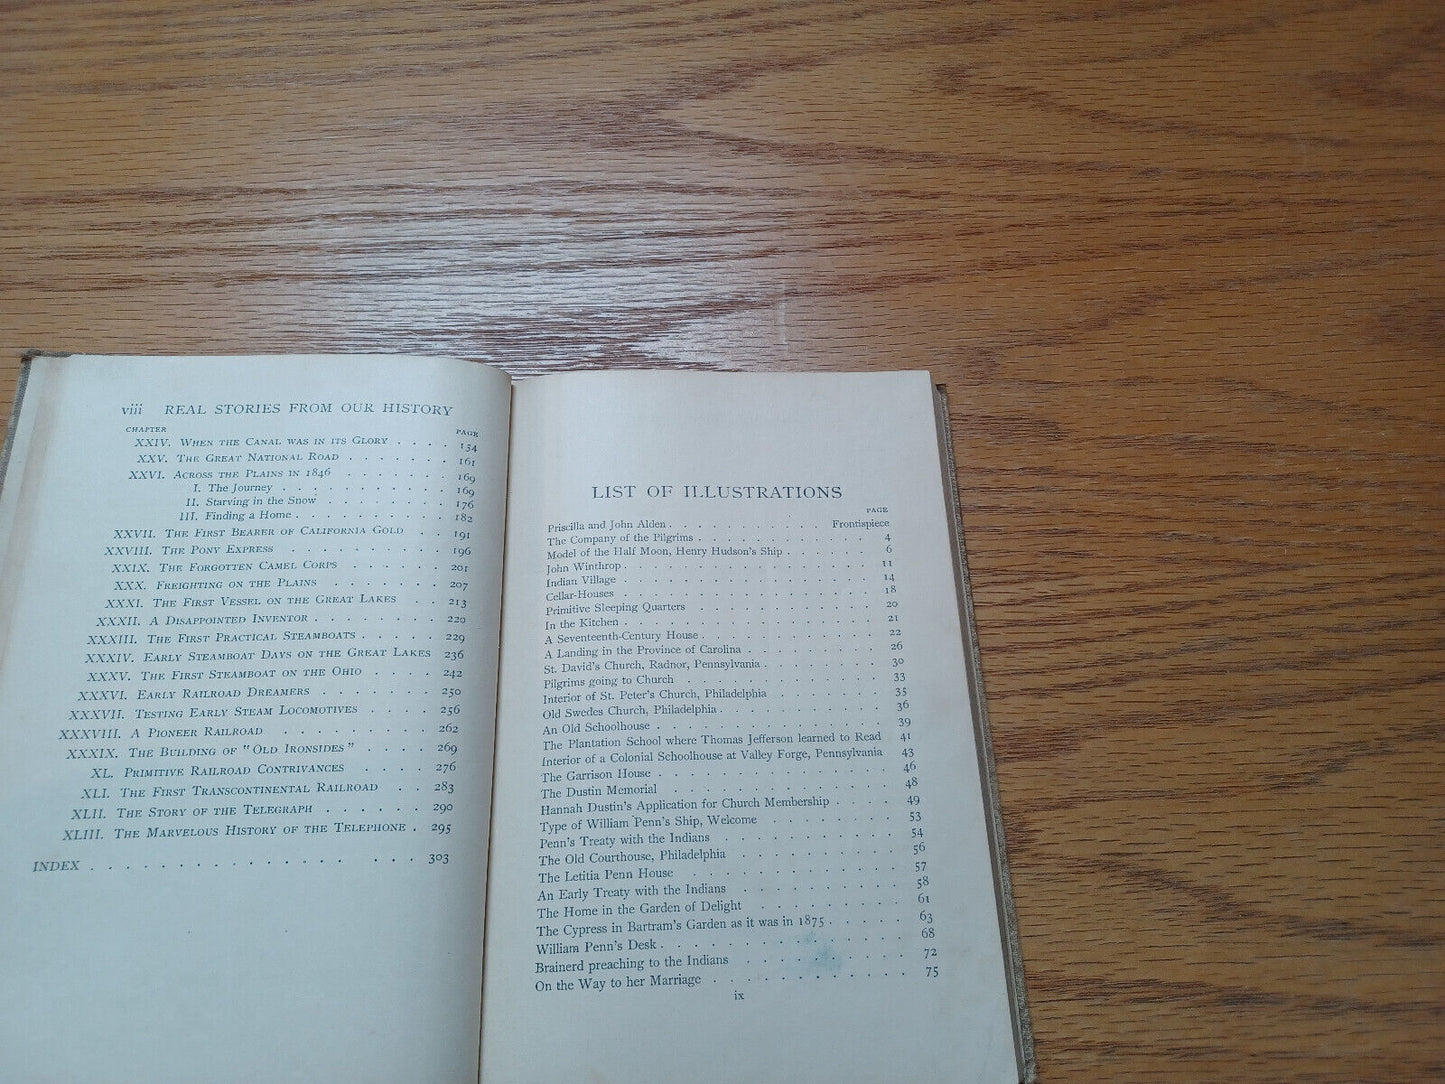 viii REAL STORIES FROM OUR HISTORY
CHAPTER PAGE
XXIV. WHEN THE CANAL WAS IN ITS GLORY . . . . 154
XXV. THE GREAT NATIONAL ROAD . . . . . . 161
XXVI. ACROSS THE PLAINS IN 1846 . . . . . . 169
I. The Journey . . . . . . . . . . 169
II. Starving in the Snow . . . . . . . . 176
III. Finding a Home . . . . . . . . . 182
XXVII. THE FIRST BEARER OF CALIFORNIA GOLD . . 191
XXVIII. THE PONY EXPRESS . . . . . . . . 196
XXIX. THE FORGOTTEN CAMEL CORPS . . . . . 201
XXX. FREIGHTING ON THE PLAINS . . . . . . 207
XXXI. THE FIRST VESSEL ON THE GREAT LAKES . . 213
XXXII. A DISAPPOINTED INVENTOR . . . . . . 220
XXXIII. THE FIRST PRACTICAL STEAMBOATS . . . . 229
XXXIV. EARLY STEAMBOAT DAYS ON THE GREAT LAKES 236
XXXV. THE FIRST STEAMBOAT ON THE OHIO . . . 242
XXXVI. EARLY RAILROAD DREAMERS . . . . . . 250
XXXVII. TESTING EARLY STEAM LOCOMOTIVES . . . . 256
XXXVIII. A PIONEER RAILROAD . . . . . . . 262
XXXIX. THE BUILDING OF "OLD IRONSIDES" . . . . 269
XL. PRIMITIVE RAILROAD CONTRIVANCES . . . . 276
XLI. THE FIRST TRANSCONTINENTAL RAILROAD . . 283
XLII. THE STORY OF THE TELEGRAPH . . . . . . 290
XLIII. THE MARVELOUS HISTORY OF THE TELEPHONE . 295
INDEX . . . . . . . . . . . . . . 303
LIST OF ILLUSTRATIONS
PAGE
Priscilla and John Alden . . . . . . . . . Frontispiece
The Company of the Pilgrims . . . . . . . . . . 4
Model of the Half Moon, Henry Hudson's Ship . . . . . 6
John Winthrop . . . . . . . . . . . . . 11
Indian Village . . . . . . . . . . . . . 14
Cellar-Houses . . . . . . . . . . . . . 18
Primitive Sleeping Quarters . . . . . . . . . . 20
In the Kitchen . . . . . . . . . . . . . 21
A Seventeenth-Century House . . . . . . . . . . 22
A Landing in the Province of Carolina . . . . . . . . 26
St. David's Church, Radnor, Pennsylvania . . . . . . . 30
Pilgrims going to Church . . . . . . . . . . . 33
Interior of St. Peter's Church, Philadelphia . . . . . . . 35
Old Swedes Church, Philadelphia . . . . . . . . . 36
An Old Schoolhouse . . . . . . . . . . . . 39
The Plantation School where Thomas Jefferson learned to Read 41
Interior of a Colonial Schoolhouse at Valley Forge, Pennsylvania 43
The Garrison House . . . . . . . . . . . . 46
The Dustin Memorial . . . . . . . . . . . . 48
Hannah Dustin's Application for Church Membership . . . . 49
Type of William Penn's Ship, Welcome . . . . . . . 53
Penn's Treaty with the Indians . . . . . . . . . 54
The Old Courthouse, Philadelphia . . . . . . . . . 56
The Letitia Penn House . . . . . . . . . . . 57
An Early Treaty with the Indians . . . . . . . . . 58
The Home in the Garden of Delight . . . . . . . . 61
The Cypress in Bartram's Garden as it was in 1875 . . . . . 63
William Penn's Desk . . . . . . . . . . . . 68
Brainerd preaching to the Indians . . . . . . . . . 72
On the Way to her Marriage . . . . . . . . . . 75
ix